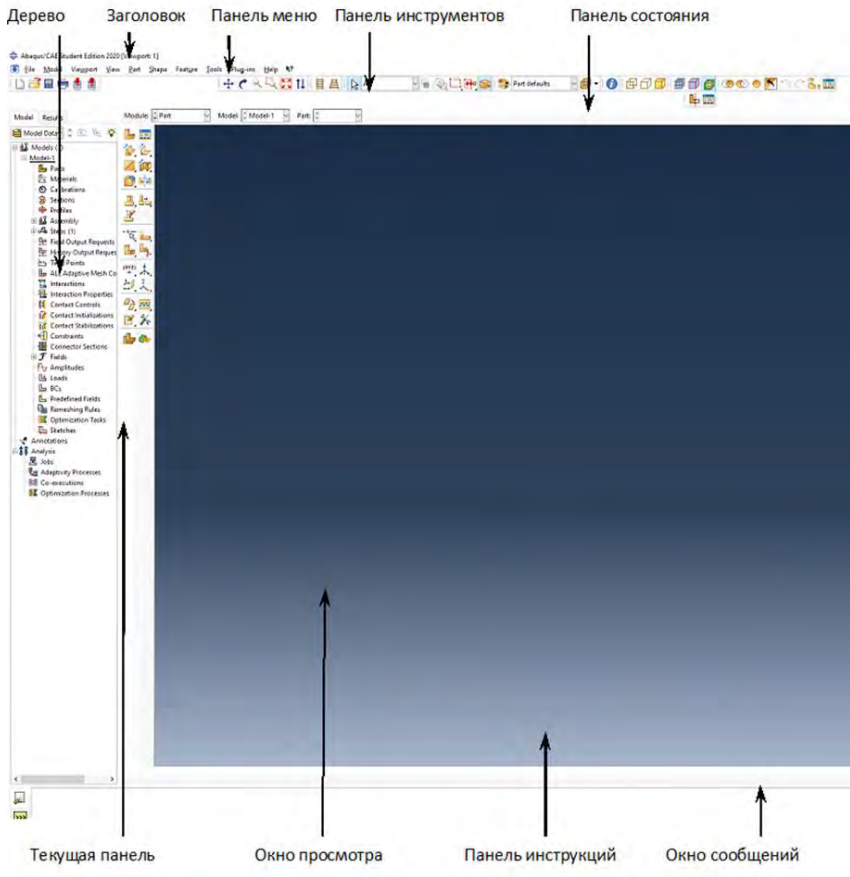 Дерево Заголовок Панель меню Панель инструментов Панель состояния
Abaqus/CAE Student Edition 2020 [Viewport: 1]
File Model Viewport View Part Shape Feature Tools Plug-ins Help
Part defaults
Model Results Module: Part Model: Model-1 Part:
Model Data
Models (1)
Model-1
Parts
Materials
Calibrations
Sections
Profiles
Assembly
Steps (1)
Field Output Requests
History Output Reques
Time Points
ALE Adaptive Mesh Co
Interactions
Interaction Properties
Contact Controls
Contact Initializations
Contact Stabilizations
Constraints
Connector Sections
Fields
Amplitudes
Loads
BCs
Predefined Fields
Remeshing Rules
Optimization Tasks
Sketches
Annotations
Analysis
Jobs
Adaptivity Processes
Co-executions
Optimization Processes
>>>
Текущая панель Окно просмотра Панель инструкций Окно сообщений